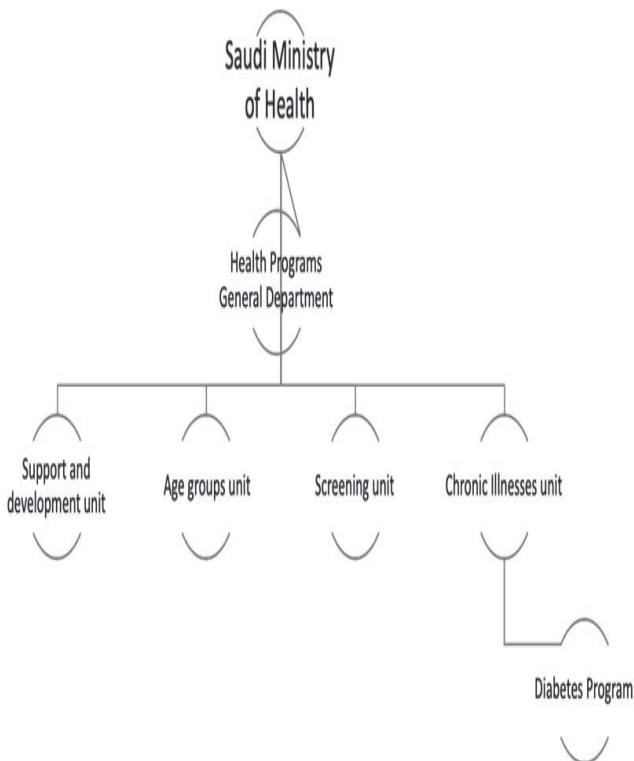 Saudi Ministry
of Health
Health Programs
General Department
Support and
development unit
Age groups unit
Screening unit
Chronic Illnesses unit
Diabetes Program